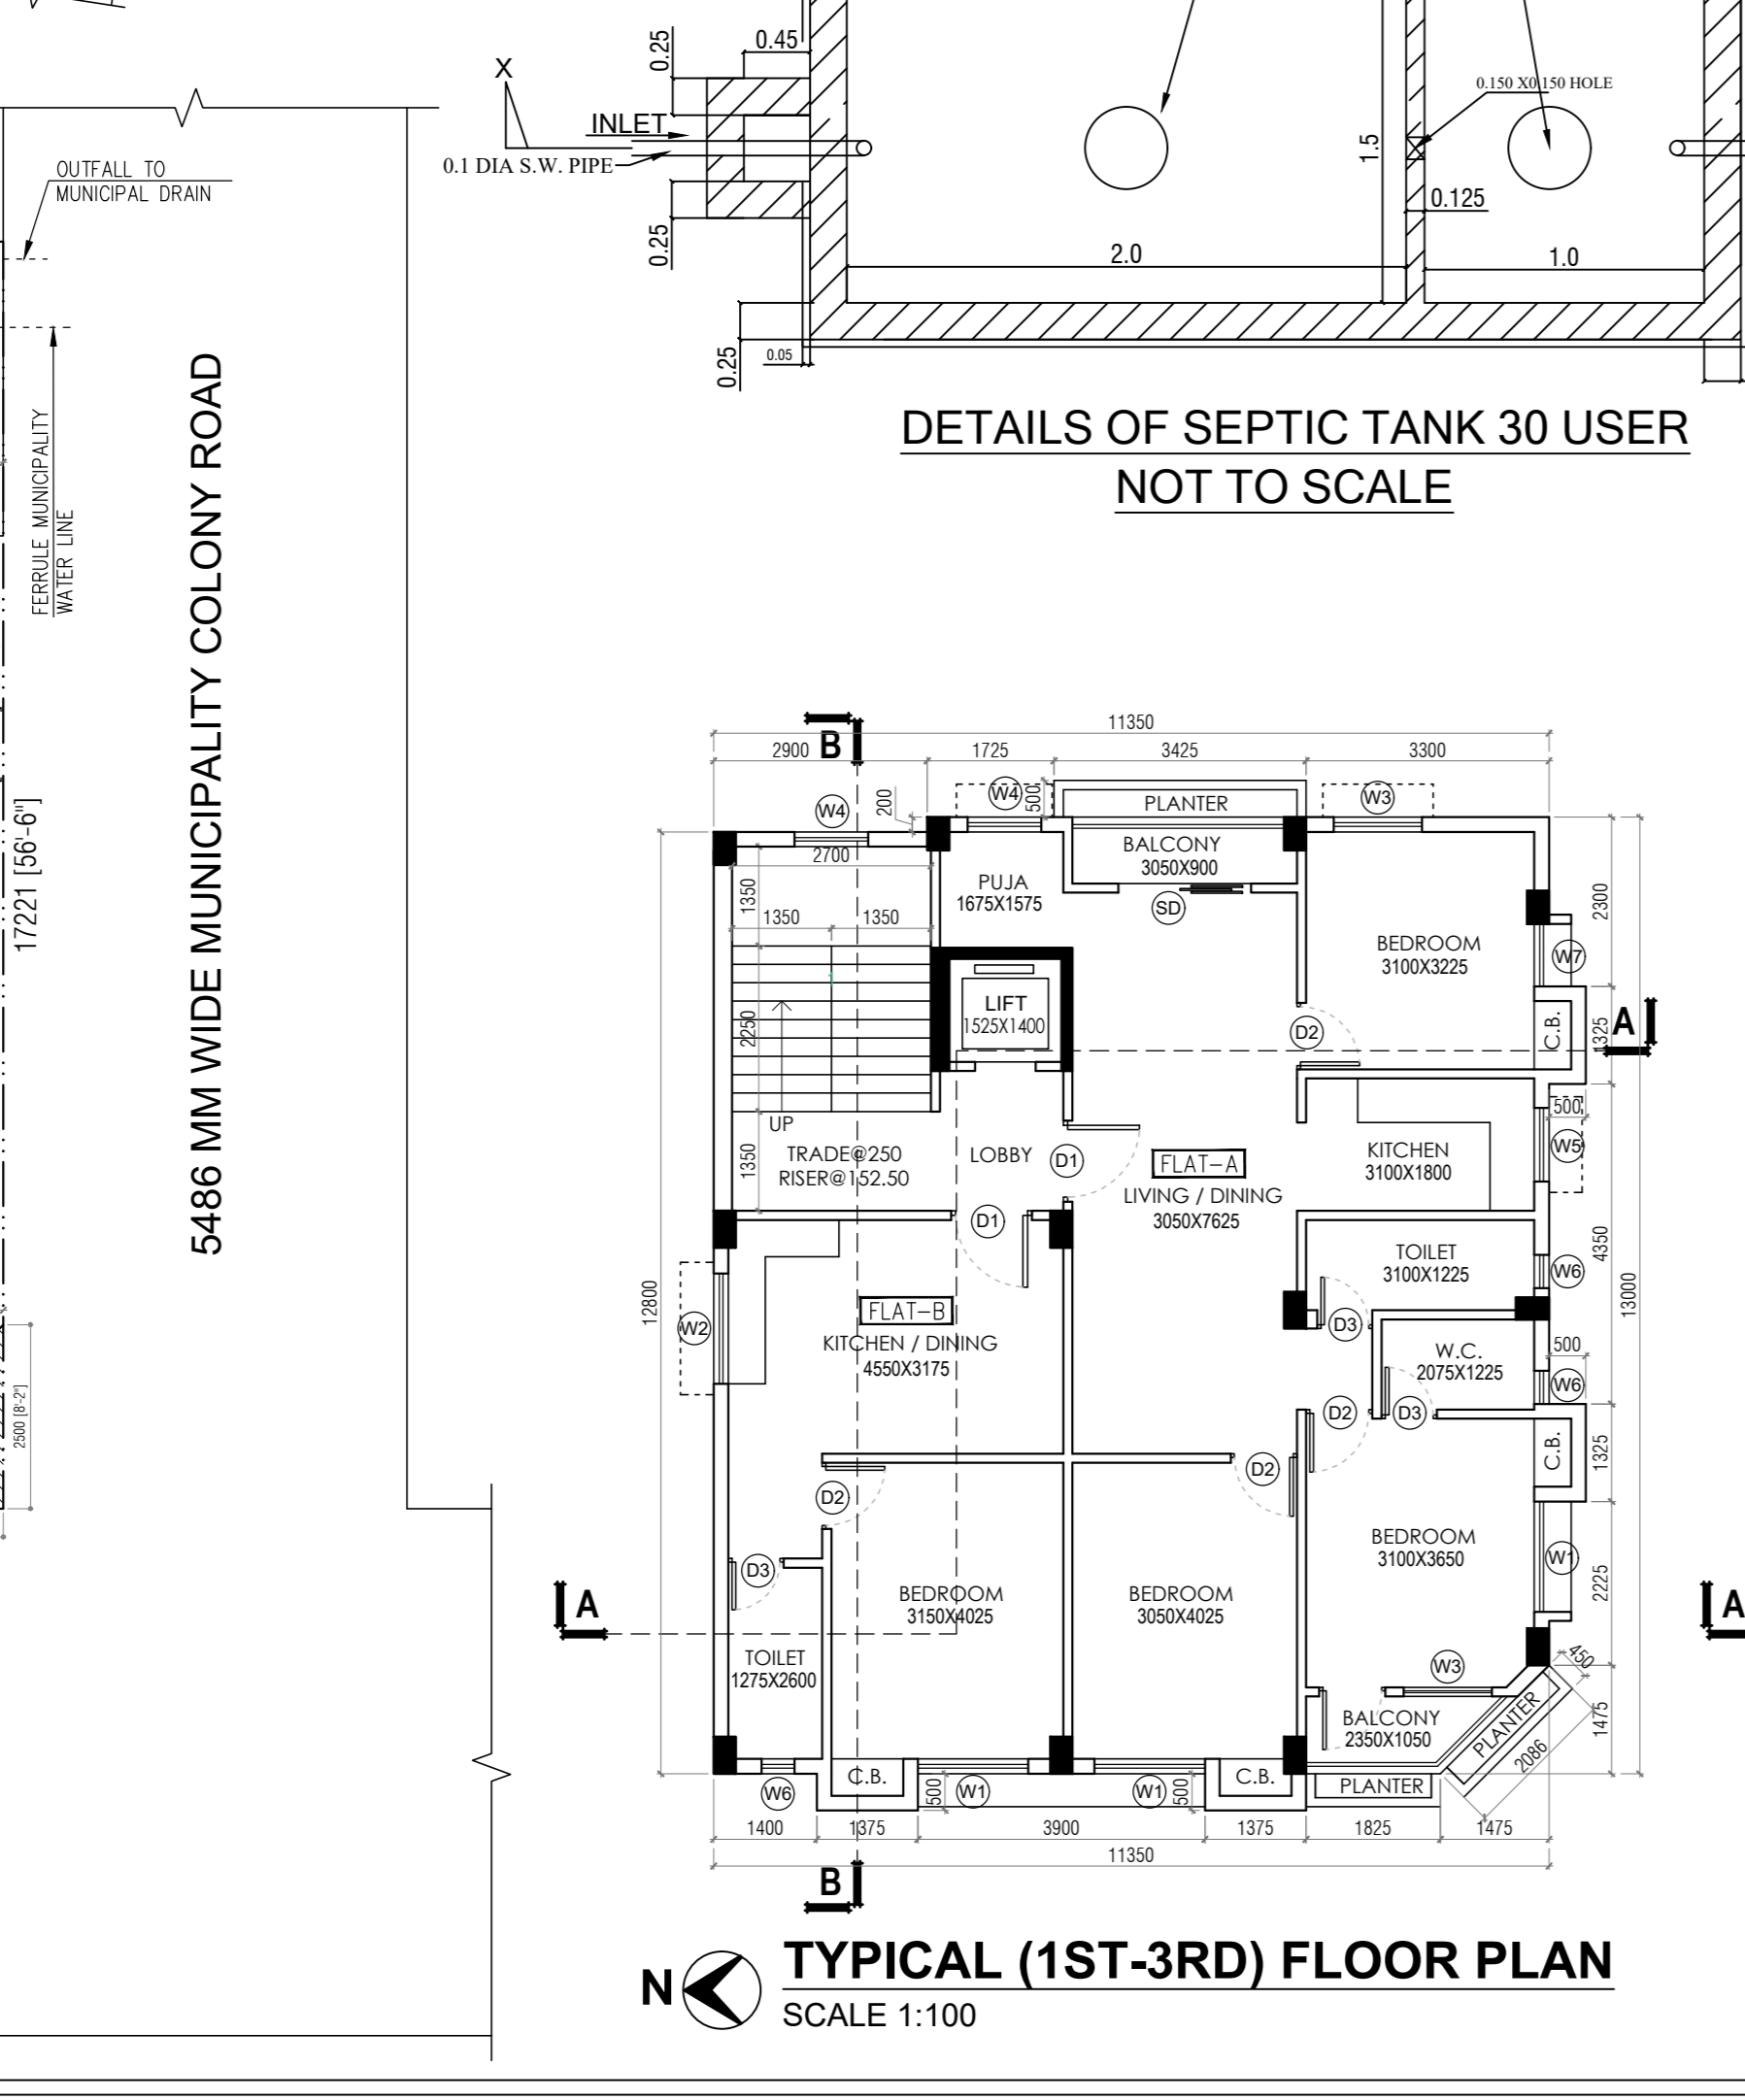 0.25
0.45
X
INLET
0.1 DIA S.W. PIPE
0.25
0.150 X0.150 HOLE
1.5
0.125
2.0
1.0
0.25
0.05
DETAILS OF SEPTIC TANK 30 USER
NOT TO SCALE
OUTFALL TO
MUNICIPAL DRAIN
FERRULE MUNICIPALITY
WATER LINE
17221 [56'-6"]
2500 [8'-2"]
5486 MM WIDE MUNICIPALITY COLONY ROAD
11350
2900
B
1725
3425
3300
W4
200
W4
500
PLANTER
W3
BALCONY
3050X900
2700
1350
PUJA
1675X1575
SD
1350
1350
BEDROOM
3100X3225
2300
W7
LIFT
1525X1400
2250
D2
C.B.
1325
A
UP
500
TRADE@250
RISER@152.50
1350
LOBBY
D1
FLAT-A
LIVING / DINING
3050X7625
KITCHEN
3100X1800
W5
D1
TOILET
3100X1225
W6
4350
13000
12800
W2
FLAT-B
KITCHEN / DINING
4550X3175
D3
W.C.
2075X1225
500
W6
D2
D3
C.B.
1325
D2
D2
D3
BEDROOM
3100X3650
W1
2225
A
BEDROOM
3150X4025
BEDROOM
3050X4025
A
TOILET
1275X2600
W3
450
BALCONY
2350X1050
PLANTER
2086
1475
W6
C.B.
500
W1
W1
500
C.B.
PLANTER
1400
1375
3900
1375
1825
1475
11350
B
N
TYPICAL (1ST-3RD) FLOOR PLAN
SCALE 1:100